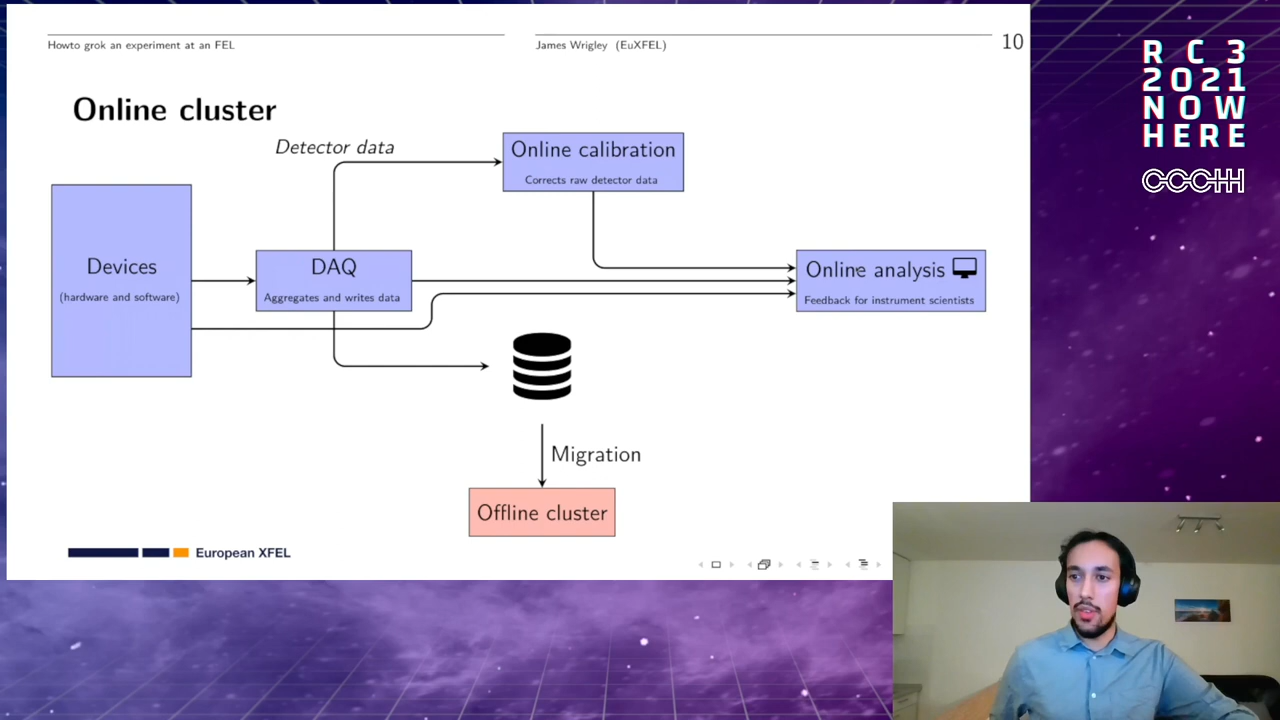 Howto grok an experiment at an FEL
James Wrigley (EuXFEL)
10
Online cluster
Detector data
Online calibration
Corrects raw detector data
Devices
(hardware and software)
DAQ
Aggregates and writes data
Online analysis
Feedback for instrument scientists
Migration
Offline cluster
European XFEL
R C 3
2021
NOW
HERE
CCCHH